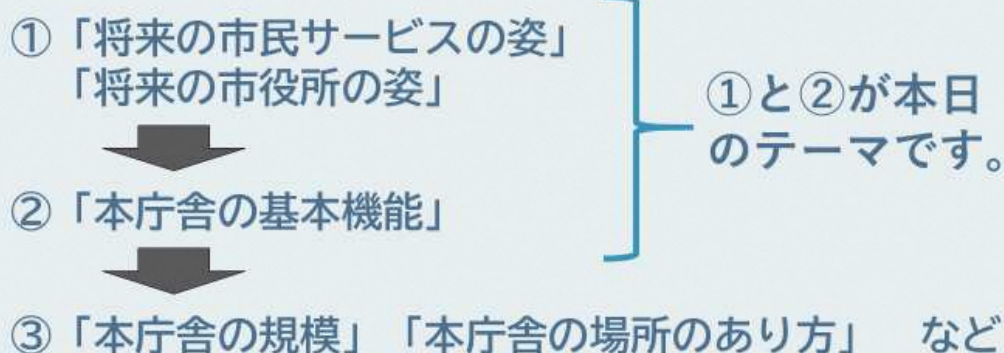 ①「将来の市民サービスの姿」
「将来の市役所の姿」
①と②が本日
のテーマです。
②「本庁舎の基本機能」
③「本庁舎の規模」「本庁舎の場所のあり方」 など